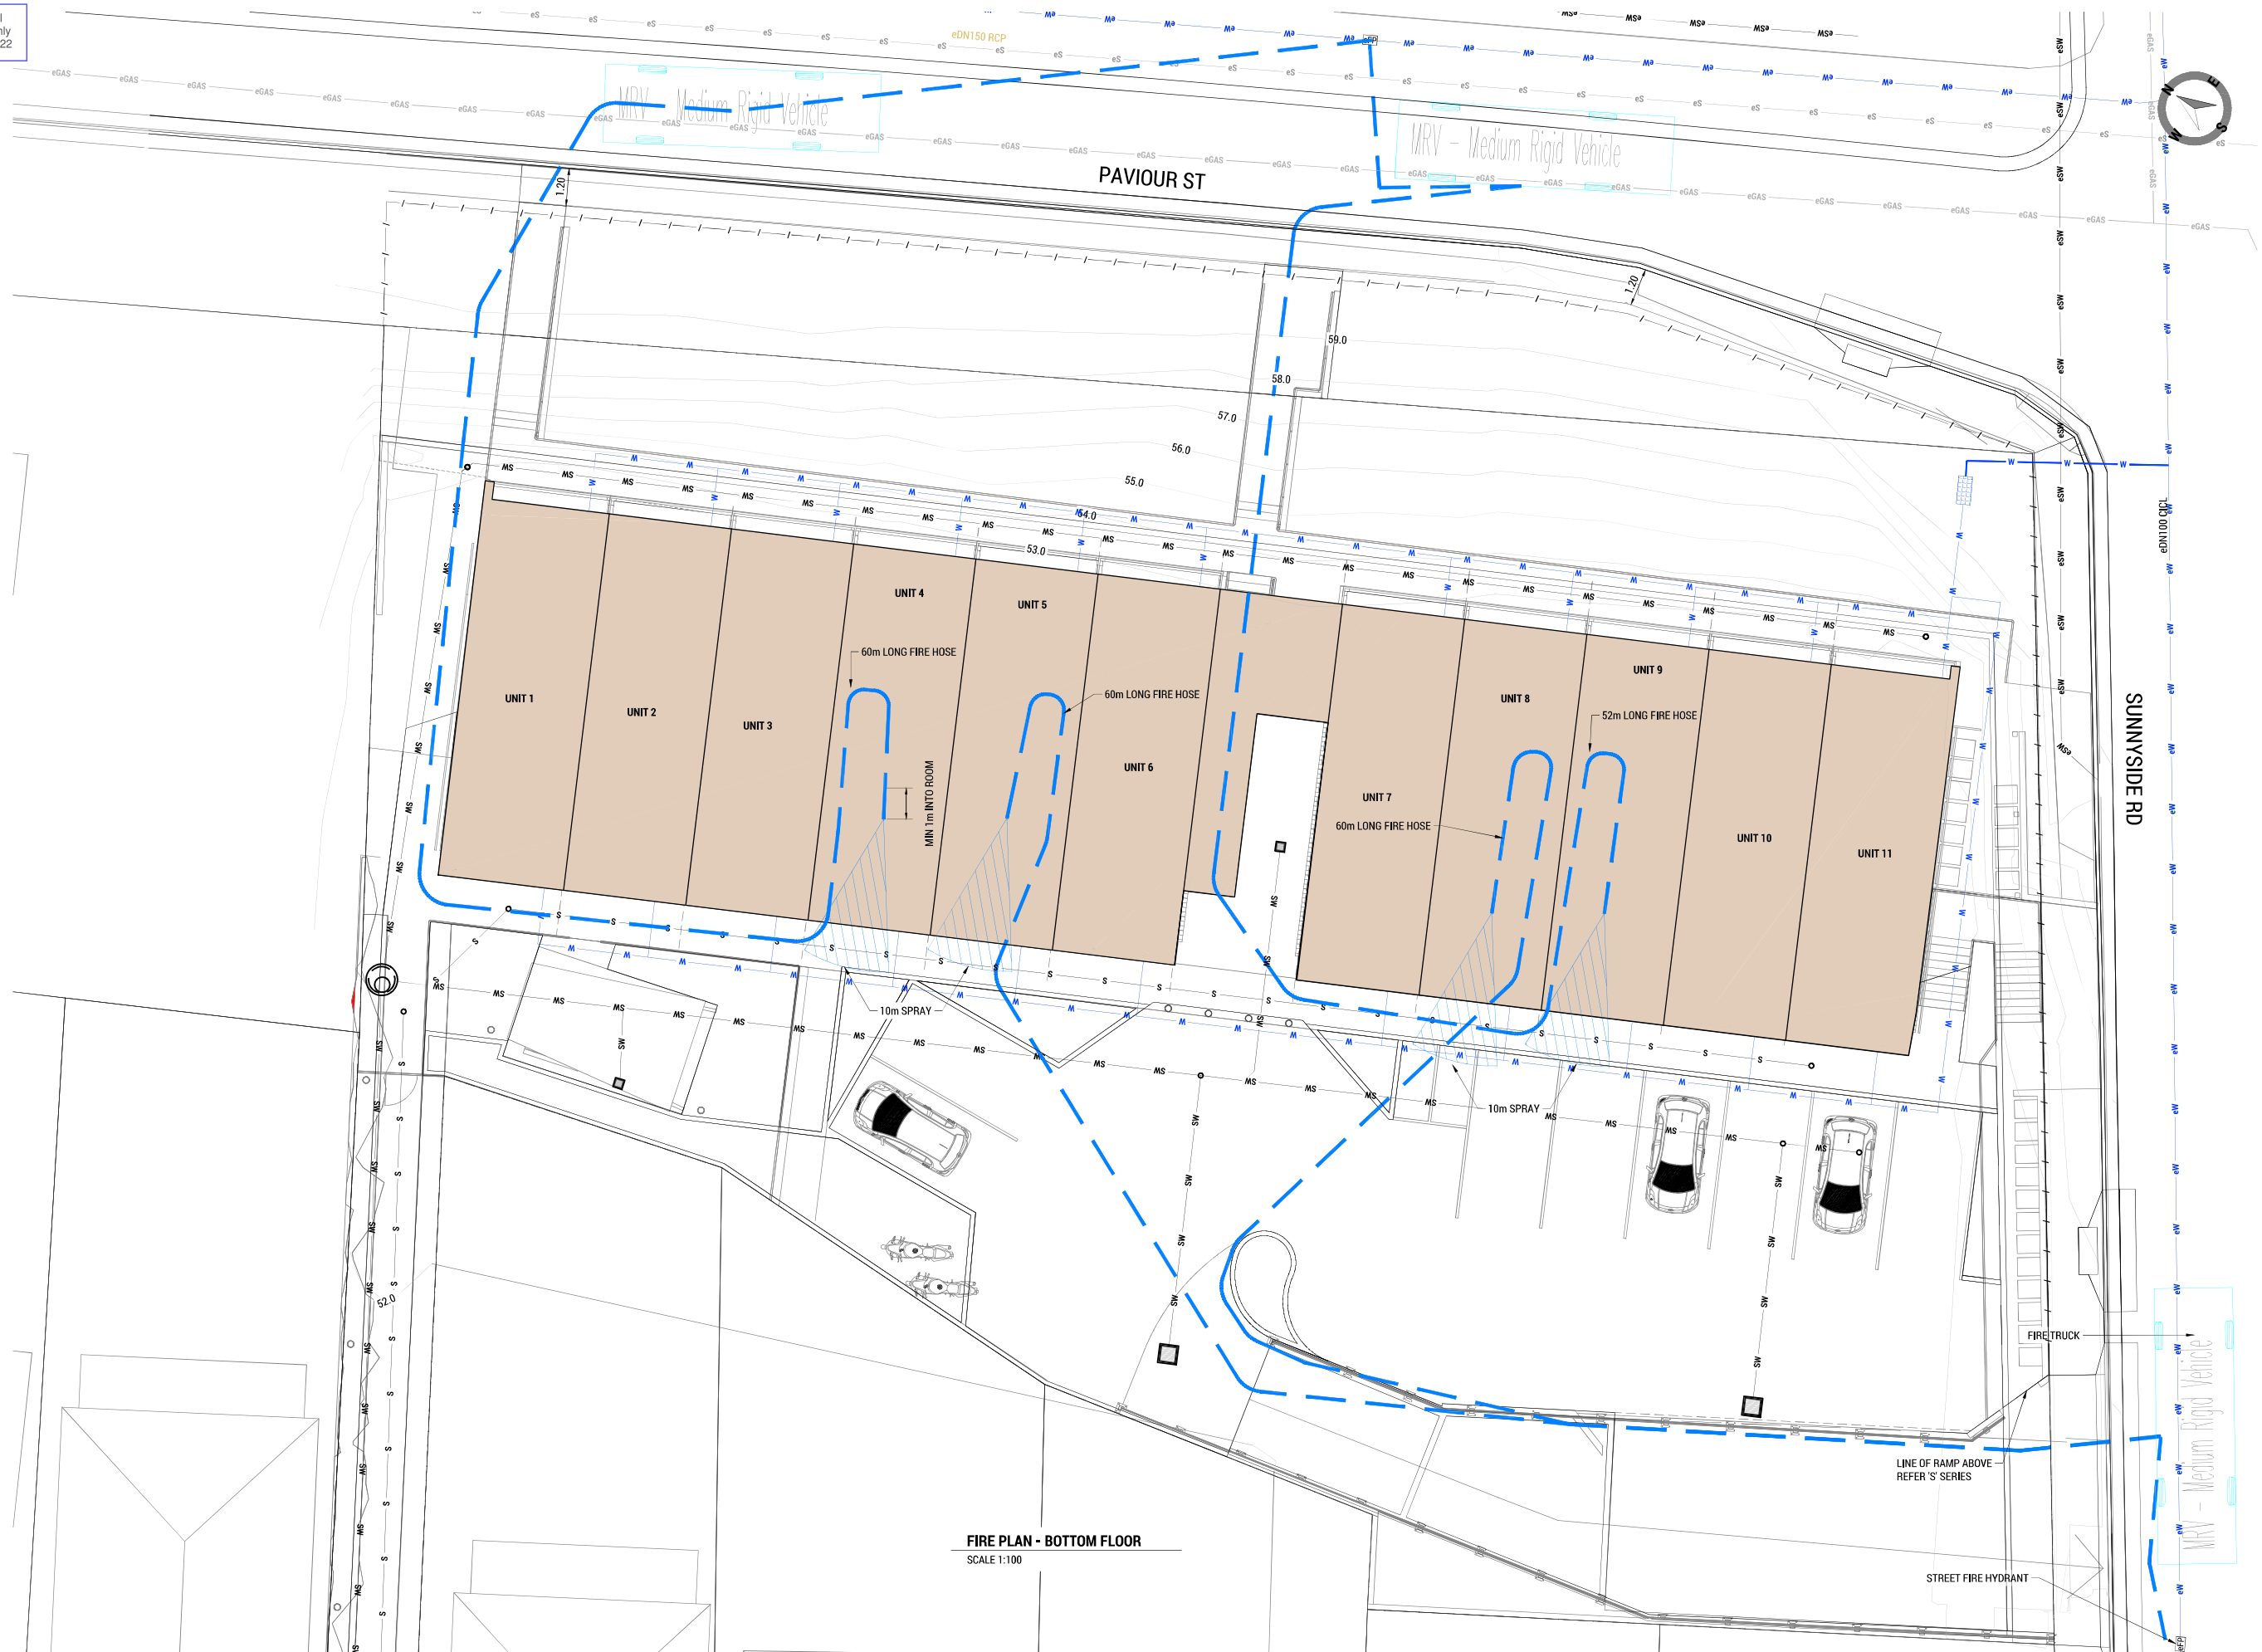 22
eDN150 RCP
MRV - Medium Rigid Vehicle
MRV - Medium Rigid Vehicle
PAVIOUR ST
N
E
S
W
1.20
1.20
59.0
58.0
57.0
56.0
55.0
54.0
53.0
eDN100 CICL
SUNNYSIDE RD
UNIT 1
UNIT 2
UNIT 3
UNIT 4
UNIT 5
UNIT 6
UNIT 7
UNIT 8
UNIT 9
UNIT 10
UNIT 11
60m LONG FIRE HOSE
60m LONG FIRE HOSE
52m LONG FIRE HOSE
60m LONG FIRE HOSE
MIN 1m INTO ROOM
10m SPRAY
10m SPRAY
52.0
FIRE TRUCK
MRV - Medium Rigid Vehicle
LINE OF RAMP ABOVE
REFER 'S' SERIES
STREET FIRE HYDRANT
eFP
FIRE PLAN - BOTTOM FLOOR
SCALE 1:100